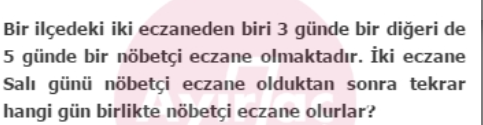 Bir ilçedeki iki eczaneden biri 3 günde bir diğeri de
5 günde bir nöbetçi eczane olmaktadır. İki eczane
Salı günü nöbetçi eczane olduktan sonra tekrar
hangi gün birlikte nöbetçi eczane olurlar?